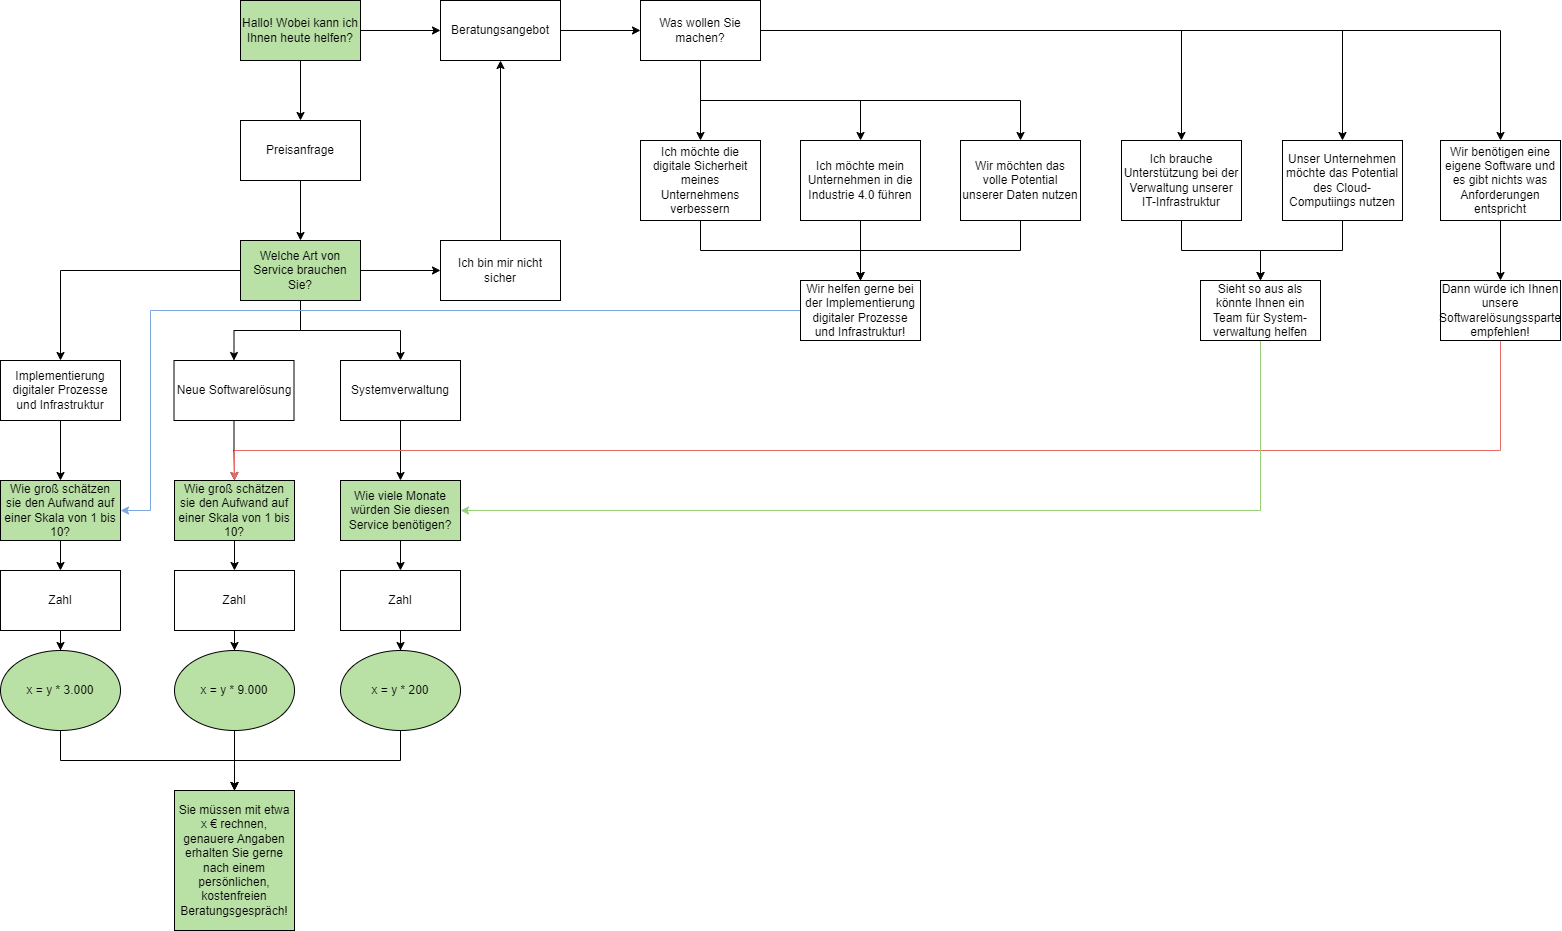 Hallo! Wobei kann ich
Ihnen heute helfen?
Beratungsangebot
Was wollen Sie
machen?
Preisanfrage
Ich möchte die
digitale Sicherheit
meines
Unternehmens
verbessern
Ich möchte mein
Unternehmen in die
Industrie 4.0 führen
Wir möchten das
volle Potential
unserer Daten nutzen
Ich brauche
Unterstützung bei der
Verwaltung unserer
IT-Infrastruktur
Unser Unternehmen
möchte das Potential
des Cloud-
Computiings nutzen
Wir benötigen eine
eigene Software und
es gibt nichts was
Anforderungen
entspricht
Welche Art von
Service brauchen
Sie?
Ich bin mir nicht
sicher
Wir helfen gerne bei
der Implementierung
digitaler Prozesse
und Infrastruktur!
Sieht so aus als
könnte Ihnen ein
Team für System-
verwaltung helfen
Dann würde ich Ihnen
unsere
Softwarelösungssparte
empfehlen!
Implementierung
digitaler Prozesse
und Infrastruktur
Neue Softwarelösung
Systemverwaltung
Wie groß schätzen
sie den Aufwand auf
einer Skala von 1 bis
10?
Wie groß schätzen
sie den Aufwand auf
einer Skala von 1 bis
10?
Wie viele Monate
würden Sie diesen
Service benötigen?
Zahl
Zahl
Zahl
x = y * 3.000
x = y * 9.000
x = y * 200
Sie müssen mit etwa
x € rechnen,
genauere Angaben
erhalten Sie gerne
nach einem
persönlichen,
kostenfreien
Beratungsgespräch!